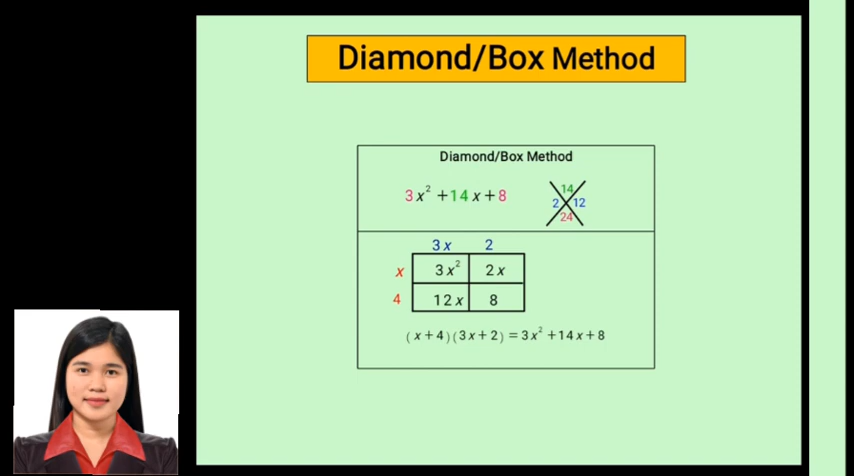 Diamond/Box Method
Diamond/Box Method
3x² +14x+8
14
2 12
24
3x 2
x 3x² 2x
4 12x 8
(x+4)(3x+2)=3x² +14x+8